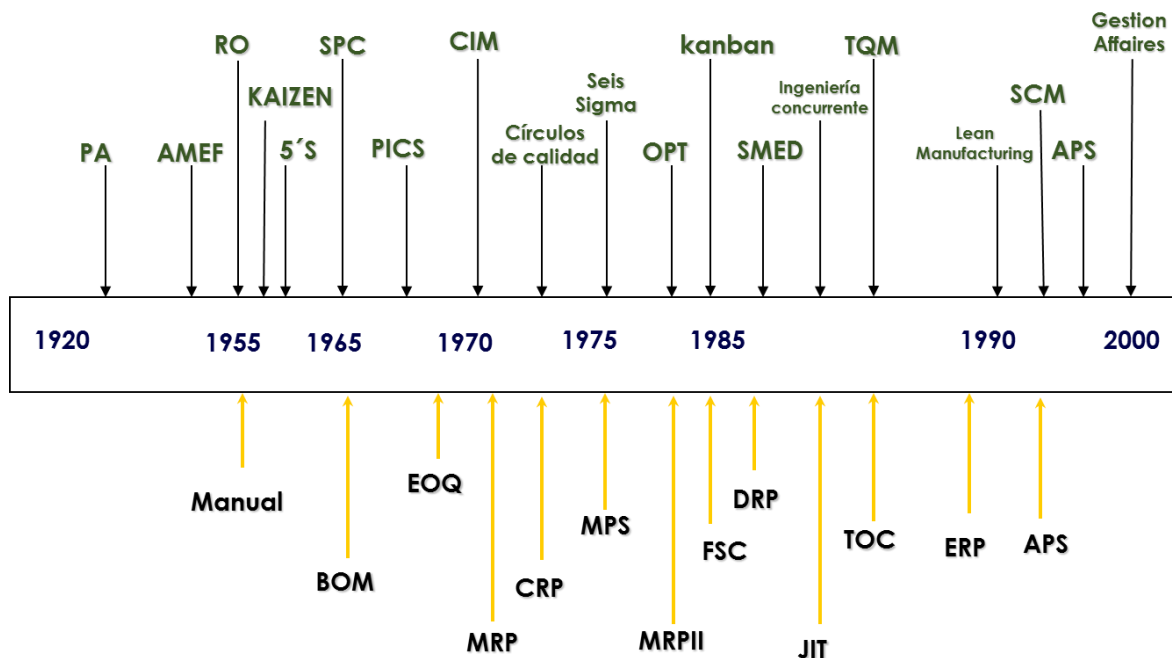 Gestion
Affaires
RO
SPC
CIM
kanban
TQM
KAIZEN
Seis
Sigma
Ingeniería
concurrente
SCM
PA
AMEF
5´S
PICS
Círculos
de calidad
OPT
SMED
Lean
Manufacturing
APS
1920
1955
1965
1970
1975
1985
1990
2000
Manual
EOQ
BOM
MRP
CRP
MPS
MRPII
FSC
DRP
JIT
TOC
ERP
APS